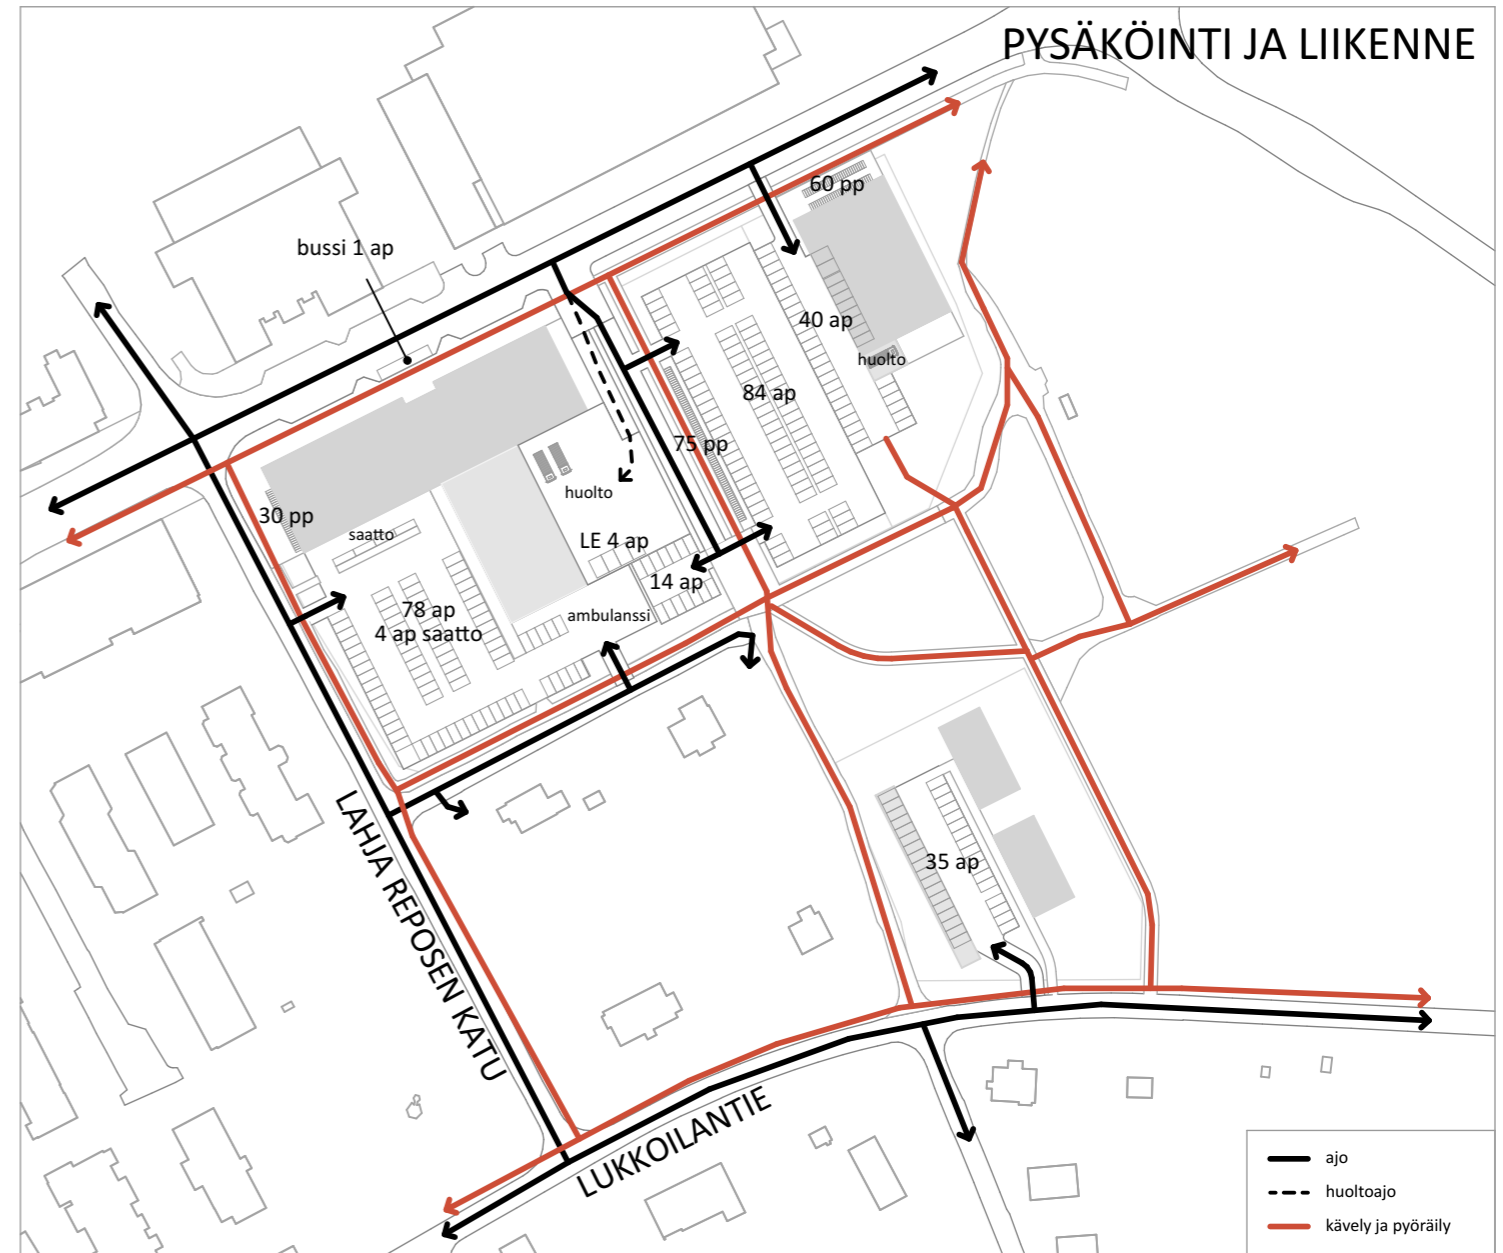 PYSÄKÖINTI JA LIIKENNE
60 pp
bussi 1 ap
40 ap
huolto
84 ap
75 pp
huolto
30 pp
saatto
LE 4 ap
14 ap
78 ap
4 ap saatto
ambulanssi
35 ap
LAHJA REPOSEN KATU
LUKKOILANTIE
ajo
huoltoajo
kävely ja pyöräily